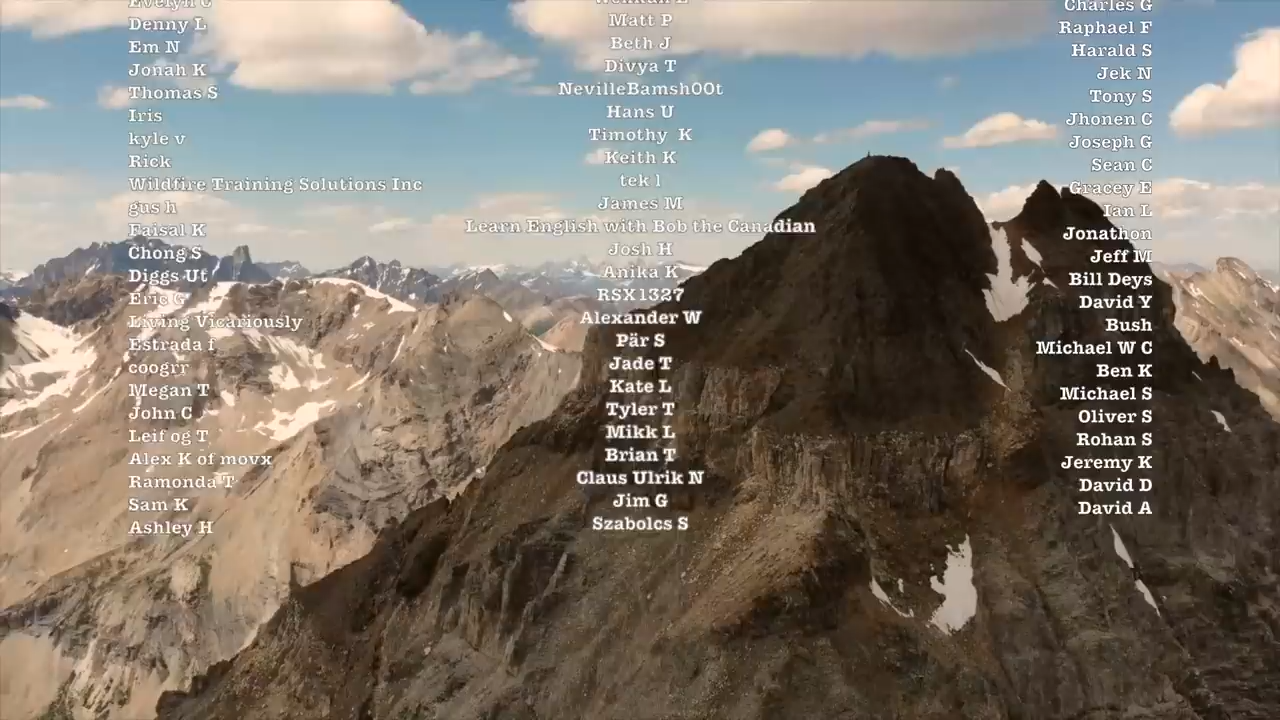 Evelyn C
Denny L
Em N
Jonah K
Thomas S
Iris
kyle v
Rick
Wildfire Training Solutions Inc
gus h
Faisal K
Chong S
Diggs Ut
Eric G
Living Vicariously
Estrada f
coogrr
Megan T
John C
Leif og T
Alex K of movx
Ramonda T
Sam K
Ashley H
Matt P
Beth J
Divya T
NevilleBamsh00t
Hans U
Timothy  K
Keith K
tek l
James M
Learn English with Bob the Canadian
Josh H
Anika K
RSX1327
Alexander W
Pär S
Jade T
Kate L
Tyler T
Mikk L
Brian T
Claus Ulrik N
Jim G
Szabolcs S
Charles G
Raphael F
Harald S
Jek N
Tony S
Jhonen C
Joseph G
Sean C
Gracey E
Ian L
Jonathon
Jeff M
Bill Deys
David Y
Bush
Michael W C
Ben K
Michael S
Oliver S
Rohan S
Jeremy K
David D
David A